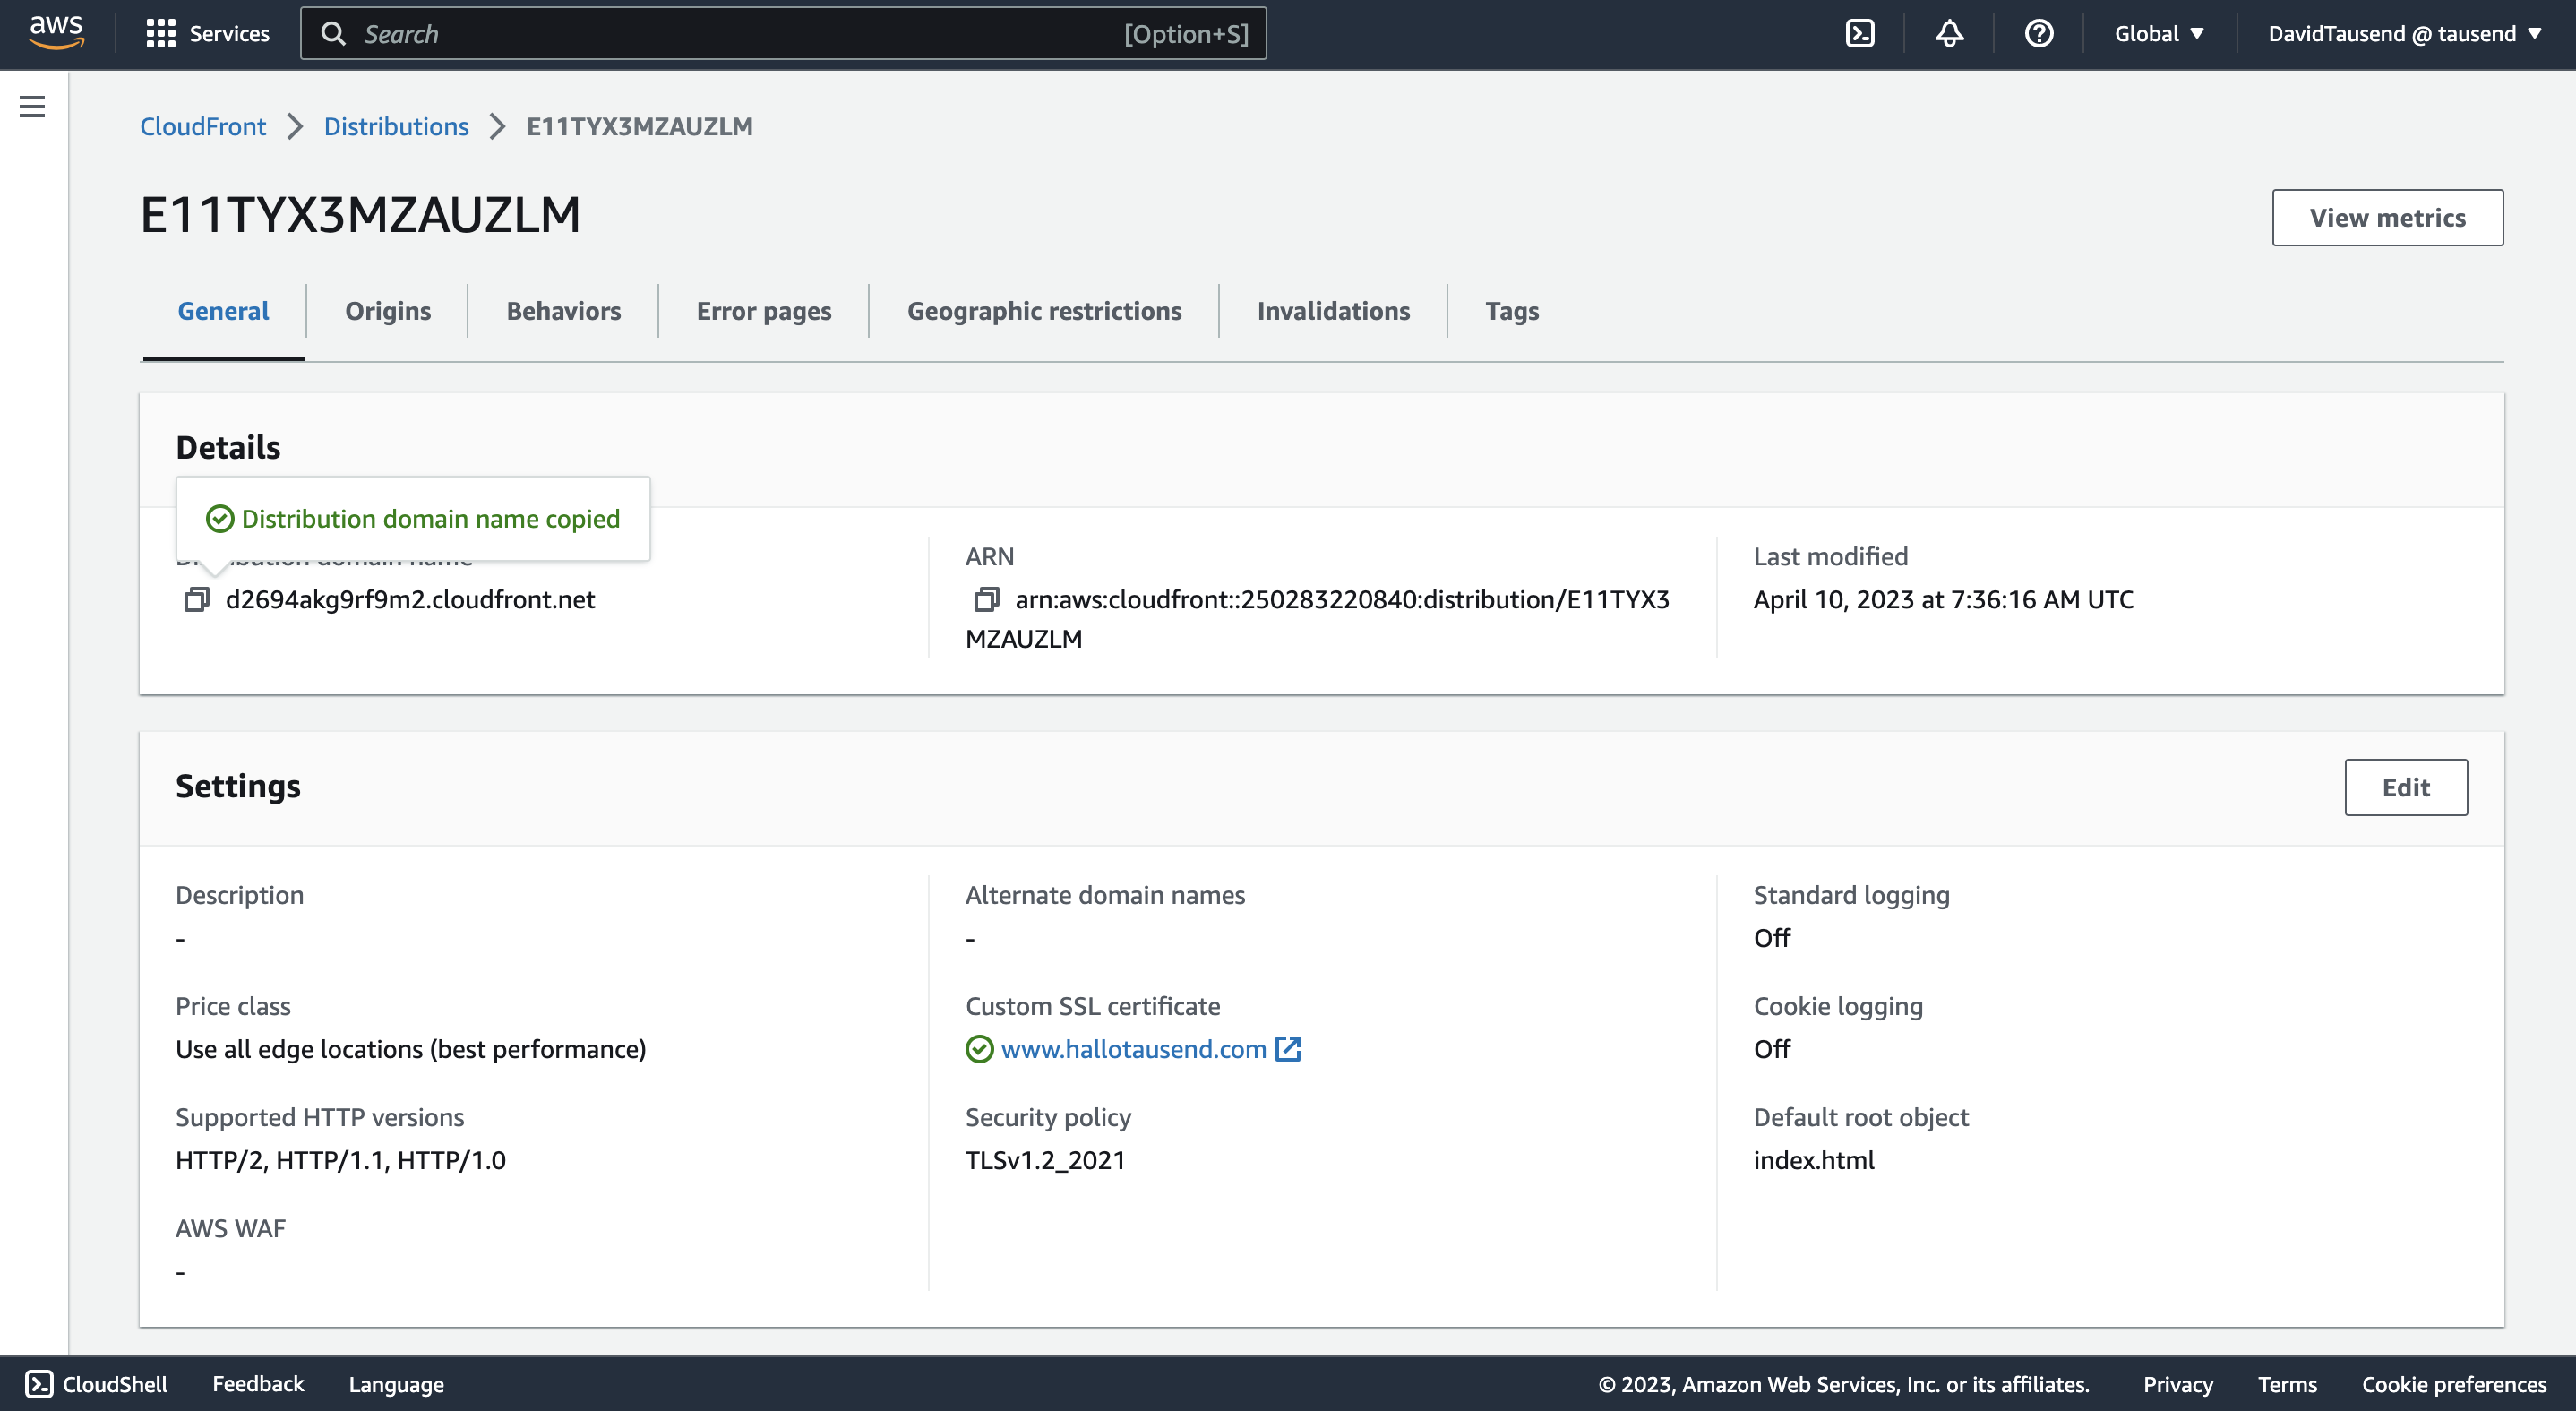 aws Services Search [Option+S] Global DavidTausend @ tausend
CloudFront Distributions E11TYX3MZAUZLM
E11TYX3MZAUZLM
View metrics
General Origins Behaviors Error pages Geographic restrictions Invalidations Tags
Details
Distribution domain name copied
Distribution domain name
d2694akg9rf9m2.cloudfront.net
ARN
arn:aws:cloudfront::250283220840:distribution/E11TYX3
MZAUZLM
Last modified
April 10, 2023 at 7:36:16 AM UTC
Settings
Edit
Description
-
Price class
Use all edge locations (best performance)
Supported HTTP versions
HTTP/2, HTTP/1.1, HTTP/1.0
AWS WAF
-
Alternate domain names
-
Custom SSL certificate
www.hallotausend.com
Security policy
TLSv1.2_2021
Standard logging
Off
Cookie logging
Off
Default root object
index.html
CloudShell Feedback Language © 2023, Amazon Web Services, Inc. or its affiliates. Privacy Terms Cookie preferences